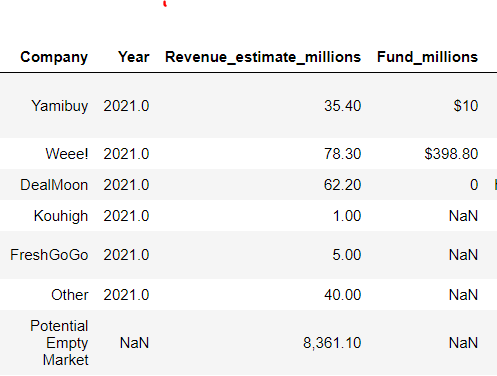 Company Year Revenue_estimate_millions Fund_millions
Yamibuy 2021.0 35.40 $10
Weee! 2021.0 78.30 $398.80
DealMoon 2021.0 62.20 0
Kouhigh 2021.0 1.00 NaN
FreshGoGo 2021.0 5.00 NaN
Other 2021.0 40.00 NaN
Potential
Empty NaN 8,361.10 NaN
Market